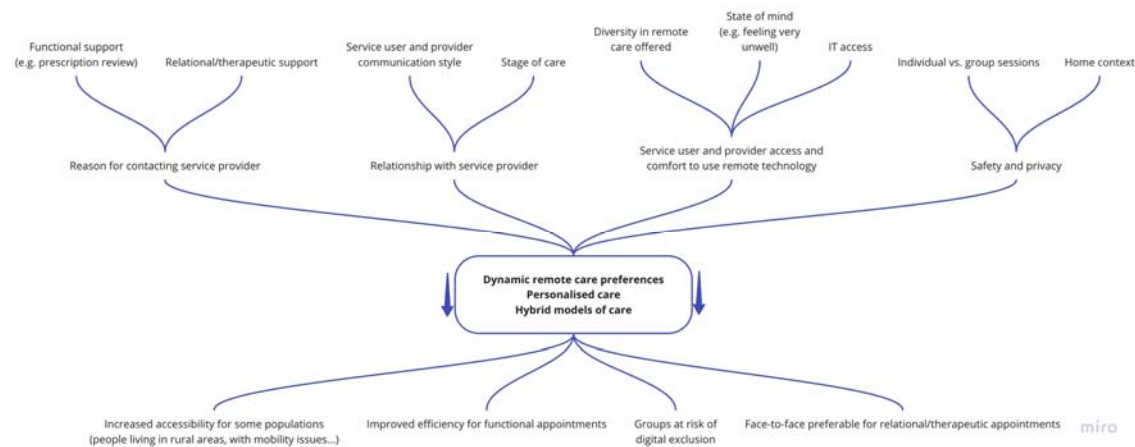 Functional support
(e.g. prescription review)
Relational/therapeutic support
Service user and provider
communication style
Stage of care
Diversity in remote
care offered
State of mind
(e.g. feeling very
unwell)
IT access
Individual vs. group sessions
Home context
Reason for contacting service provider
Relationship with service provider
Service user and provider access and
comfort to use remote technology
Safety and privacy
Dynamic remote care preferences
Personalised care
Hybrid models of care
Increased accessibility for some populations
(people living in rural areas, with mobility issues...)
Improved efficiency for functional appointments
Groups at risk of
digital exclusion
Face-to-face preferable for relational/therapeutic appointments
miro